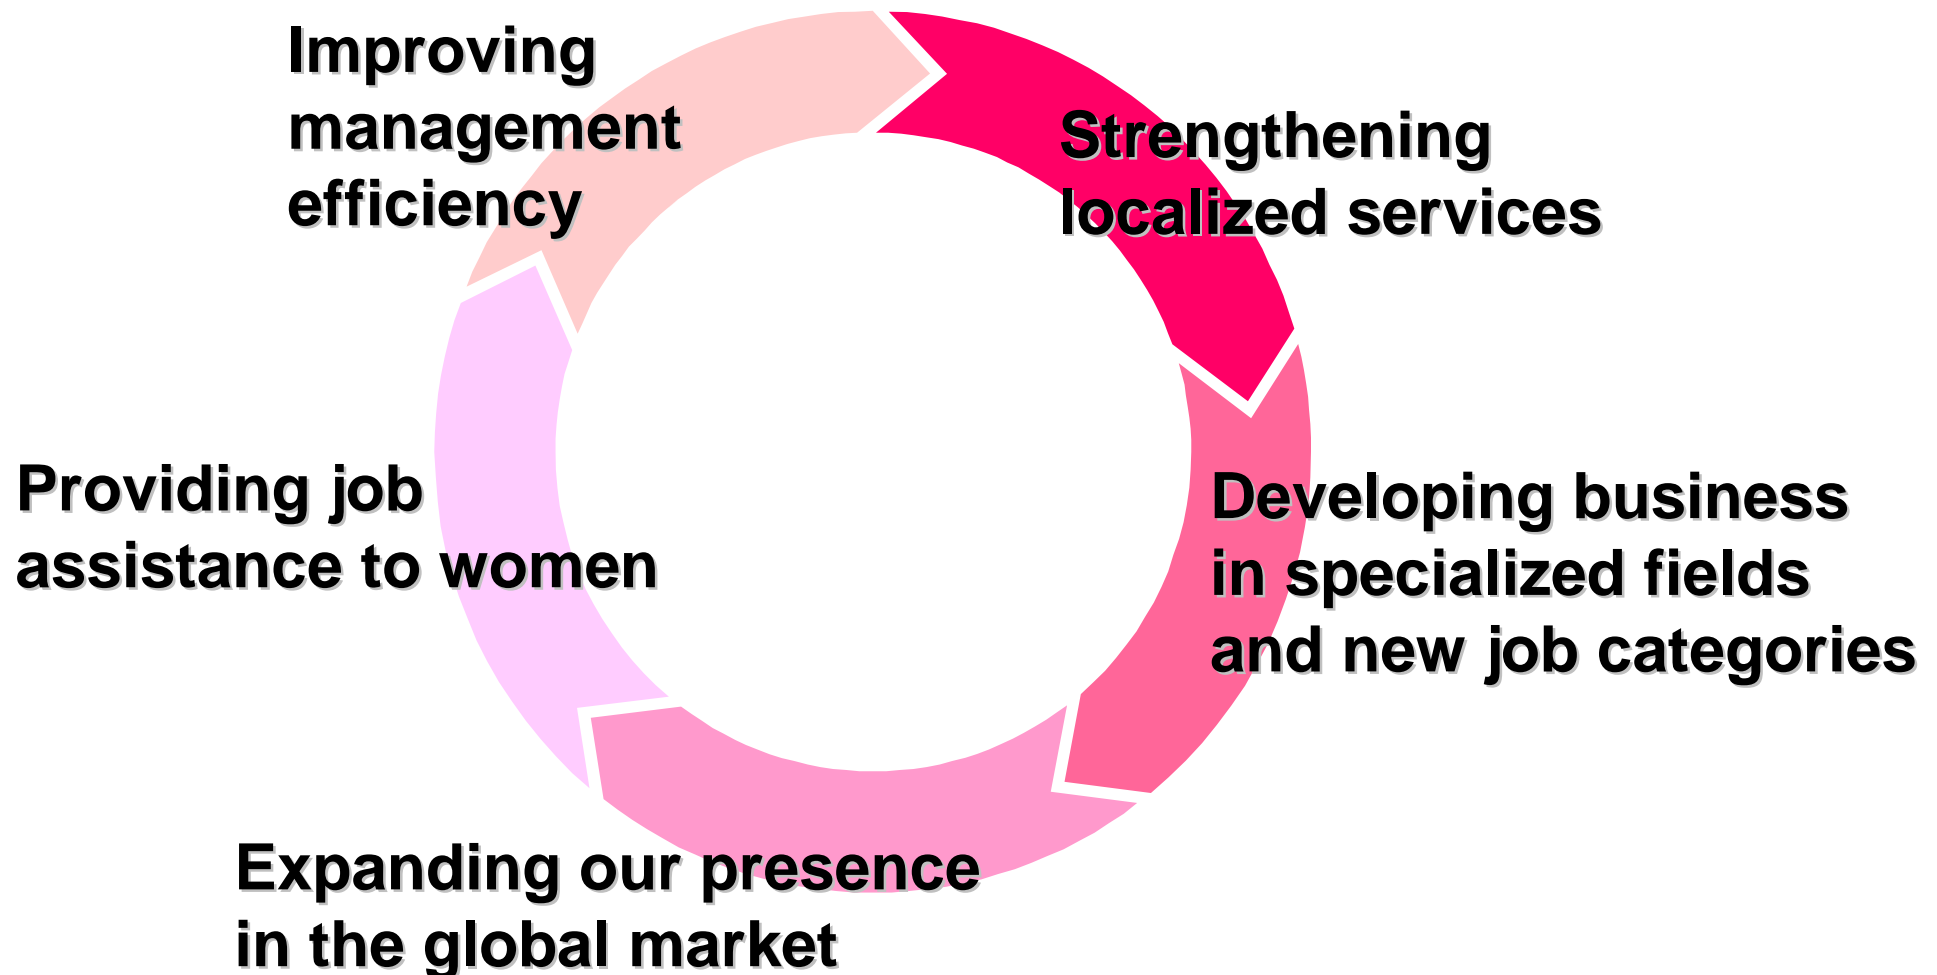 Improving
management
efficiency
Strengthening
localized services
Developing business
in specialized fields
and new job categories
Expanding our presence
in the global market
Providing job
assistance to women